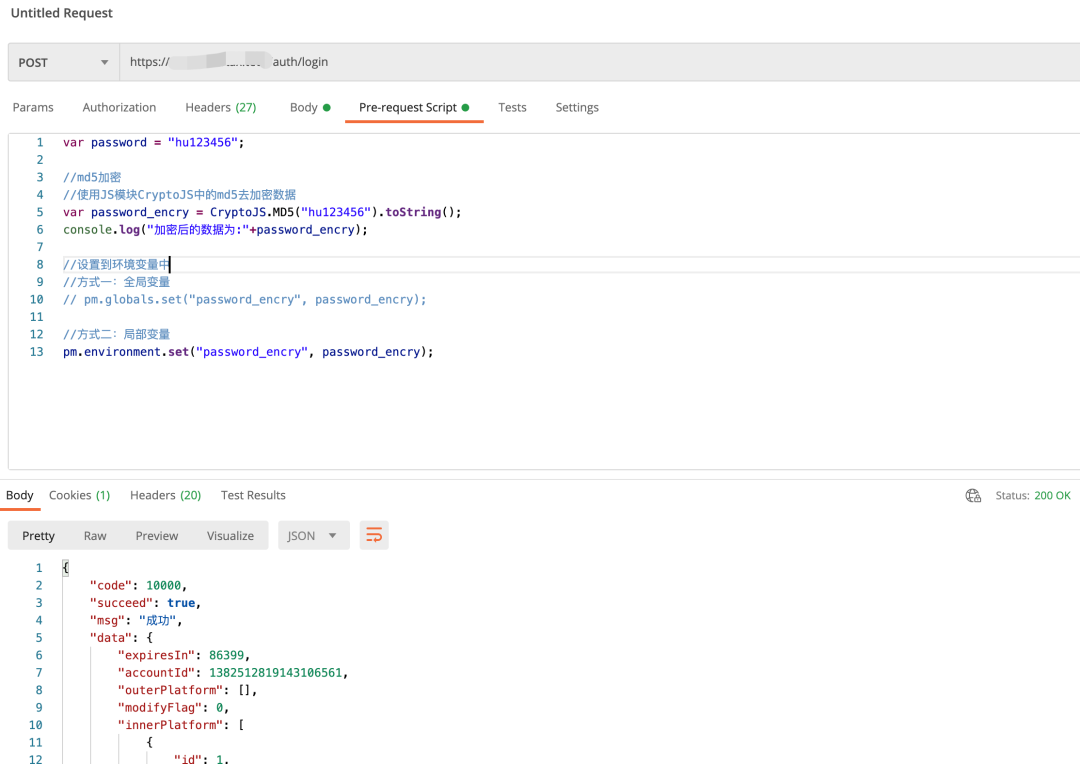 Untitled Request
POST https:// auth/login
Params Authorization Headers (27) Body Pre-request Script Tests Settings
1 var password = "hu123456";
2
3 //md5加密
4 //使用JS模块CryptoJS中的md5去加密数据
5 var password_encry = CryptoJS.MD5("hu123456").toString();
6 console.log("加密后的数据为:"+password_encry);
7
8 //设置到环境变量中
9 //方式一：全局变量
10 // pm.globals.set("password_encry", password_encry);
11
12 //方式二：局部变量
13 pm.environment.set("password_encry", password_encry);
Body Cookies (1) Headers (20) Test Results Status: 200 OK
Pretty Raw Preview Visualize JSON
1 {
2 "code": 10000,
3 "succeed": true,
4 "msg": "成功",
5 "data": {
6 "expiresIn": 86399,
7 "accountId": 1382512819143106561,
8 "outerPlatform": [],
9 "modifyFlag": 0,
10 "innerPlatform": [
11 {
12 "id": 1,